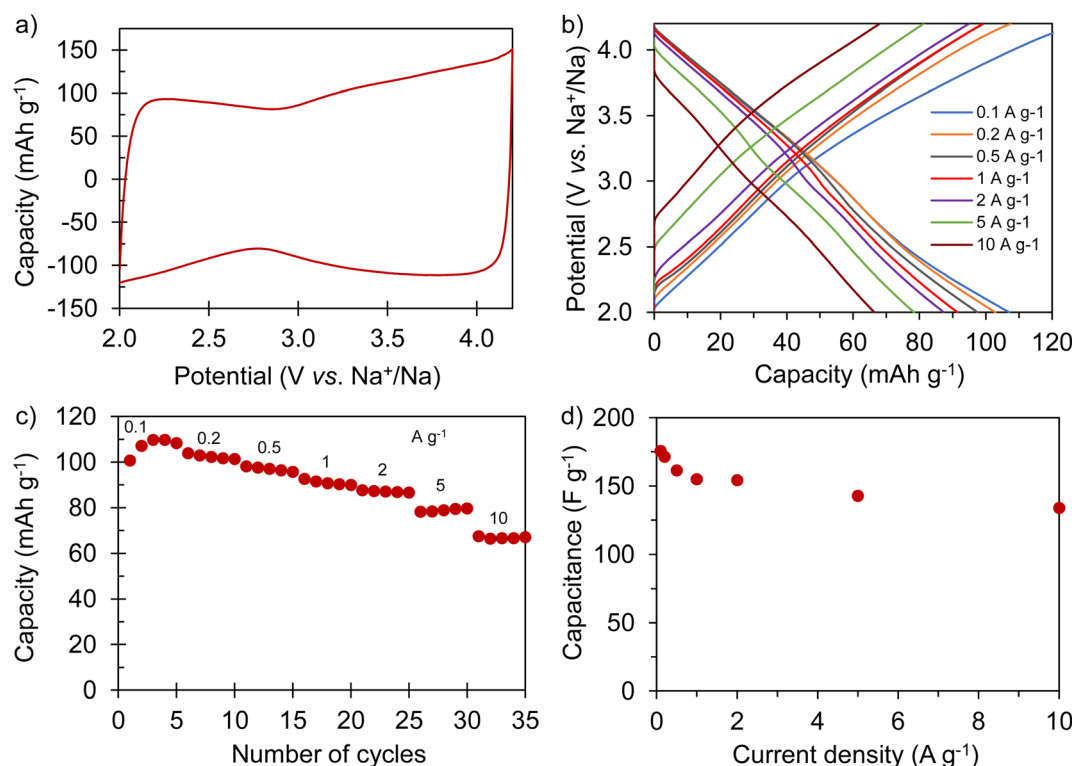 a)
Capacity (mAh g⁻¹)
150
100
50
0
-50
-100
-150
2.0 2.5 3.0 3.5 4.0
Potential (V vs. Na⁺/Na)
b)
Potential (V vs. Na⁺/Na)
4.0
3.5
3.0
2.5
2.0
0.1 A g-1
0.2 A g-1
0.5 A g-1
1 A g-1
2 A g-1
5 A g-1
10 A g-1
0 20 40 60 80 100 120
Capacity (mAh g⁻¹)
c)
Capacity (mAh g⁻¹)
120
100
80
60
40
20
0
0.1
0.2
0.5
1
2
5
10
A g⁻¹
0 5 10 15 20 25 30 35
Number of cycles
d)
Capacitance (F g⁻¹)
200
150
100
50
0
0 2 4 6 8 10
Current density (A g⁻¹)